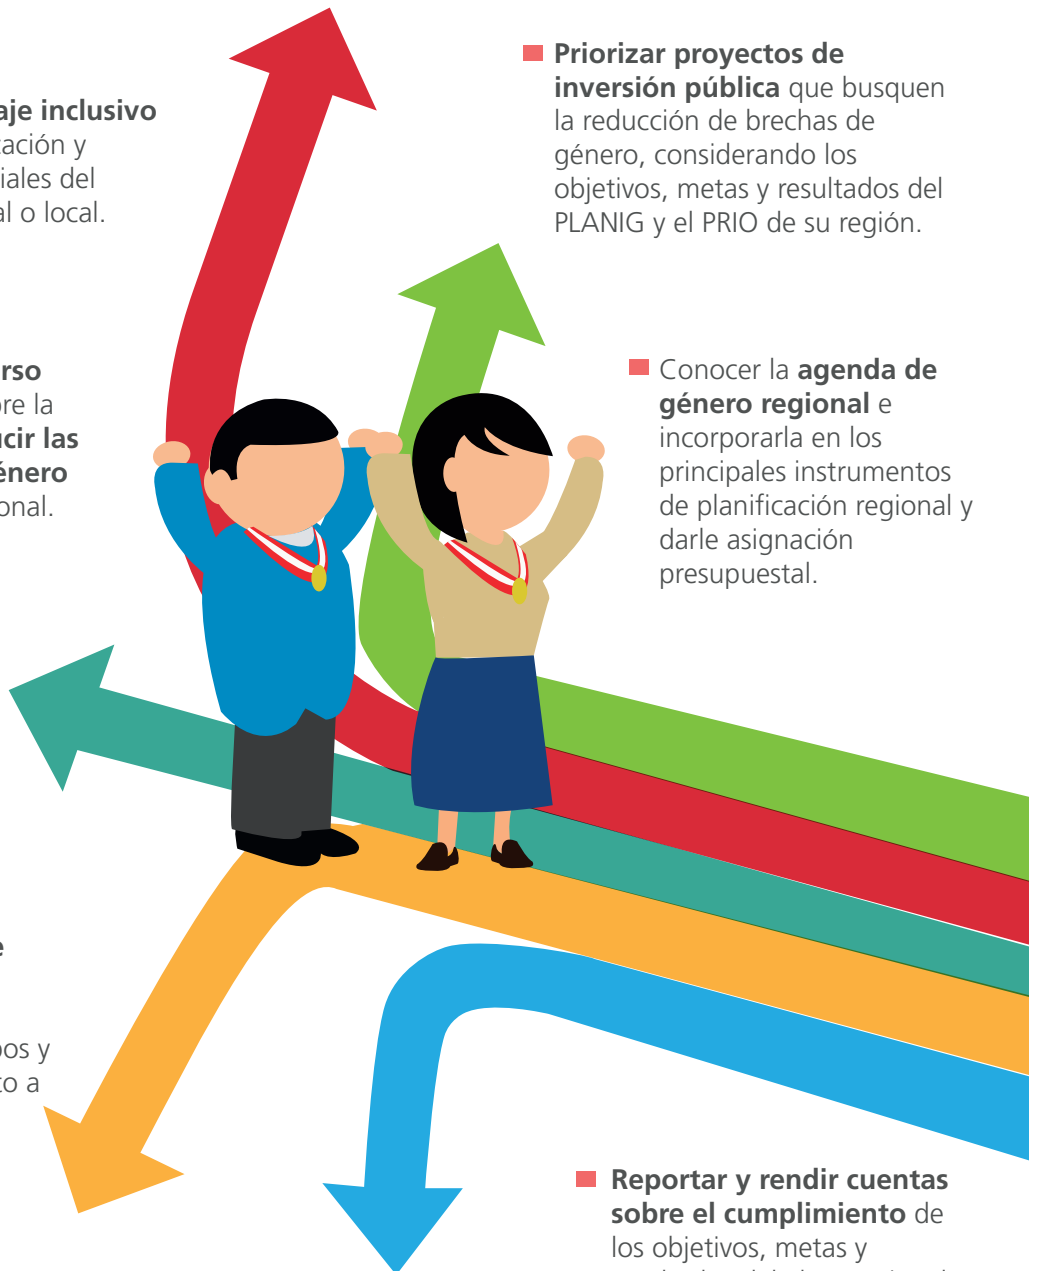 aje inclusivo
ación y
iales del
al o local.
rso
re la
cir las
énero
onal.
e
os y
to a
Priorizar proyectos de
inversión pública que busquen
la reducción de brechas de
género, considerando los
objetivos, metas y resultados del
PLANIG y el PRIO de su región.
Conocer la agenda de
género regional e
incorporarla en los
principales instrumentos
de planificación regional y
darle asignación
presupuestal.
Reportar y rendir cuentas
sobre el cumplimiento de
los objetivos, metas y